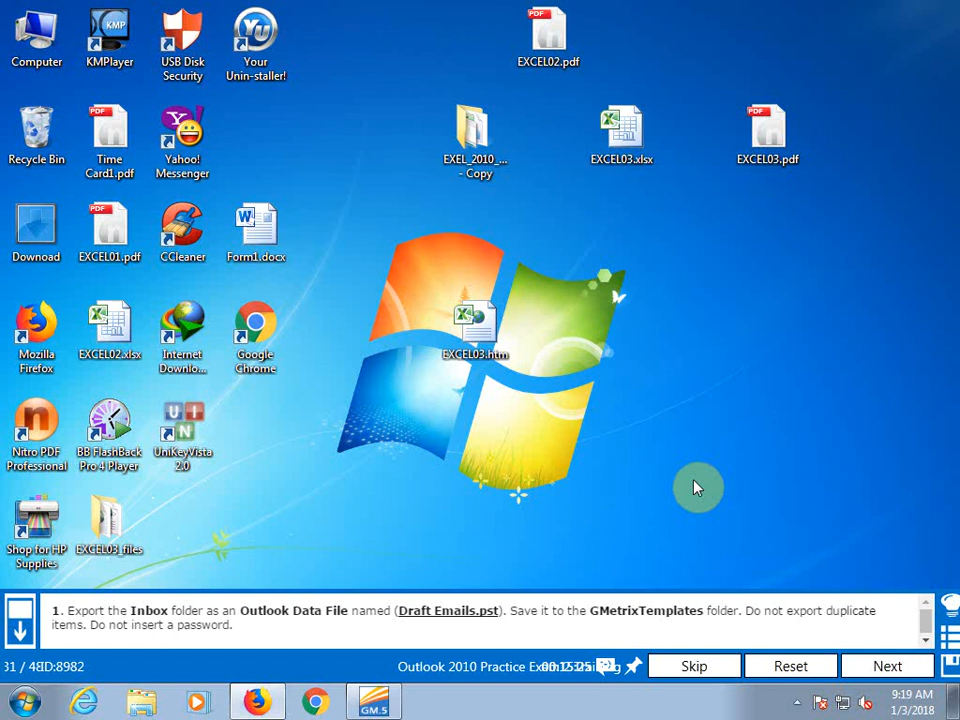 EXCEL02.pdf
Computer
KMP
KMPlayer
USB Disk
Security
Your
Unin-staller!
Recycle Bin
Time
Card1.pdf
Yahoo!
Messenger
EXEL_2010_...
- Copy
EXCEL03.xlsx
EXCEL03.pdf
Downoad
EXCEL01.pdf
CCleaner
Form1.docx
Mozilla
Firefox
EXCEL02.xlsx
Internet
Downlo...
Google
Chrome
EXCEL03.htm
Nitro PDF
Professional
BB FlashBack
Pro 4 Player
UniKeyVista
2.0
Shop for HP
Supplies
EXCEL03_files
1. Export the Inbox folder as an Outlook Data File named (Draft Emails.pst). Save it to the GMetrixTemplates folder. Do not export duplicate
items. Do not insert a password.
31 / 48ID:8982
Outlook 2010 Practice
Skip
Reset
Next
GM.5
9:19 AM
1/3/2018